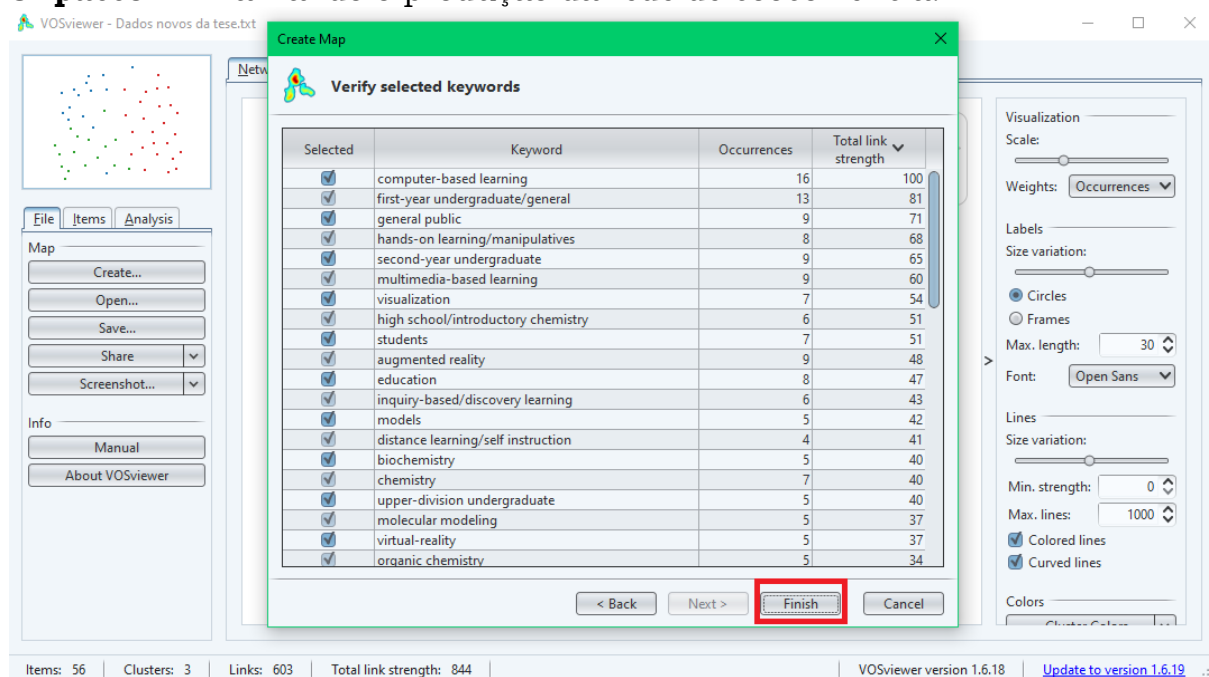 VOSviewer - Dados novos da tese.txt
Create Map
Verify selected keywords
Selected Keyword Occurrences Total link strength
computer-based learning 16 100
first-year undergraduate/general 13 81
general public 9 71
hands-on learning/manipulatives 8 68
second-year undergraduate 9 65
multimedia-based learning 9 60
visualization 7 54
high school/introductory chemistry 6 51
students 7 51
augmented reality 9 48
education 8 47
inquiry-based/discovery learning 6 43
models 5 42
distance learning/self instruction 4 41
biochemistry 5 40
chemistry 7 40
upper-division undergraduate 5 40
molecular modeling 5 37
virtual-reality 5 37
organic chemistry 5 34
< Back Next > Finish Cancel
File Items Analysis
Map
Create...
Open...
Save...
Share
Screenshot...
Info
Manual
About VOSviewer
Netw
Visualization
Scale:
Weights: Occurrences
Labels
Size variation:
Circles
Frames
Max. length: 30
>
Font: Open Sans
Lines
Size variation:
Min. strength: 0
Max. lines: 1000
Colored lines
Curved lines
Colors
Cluster Colors
Items: 56 Clusters: 3 Links: 603 Total link strength: 844 VOSviewer version 1.6.18 Update to version 1.6.19